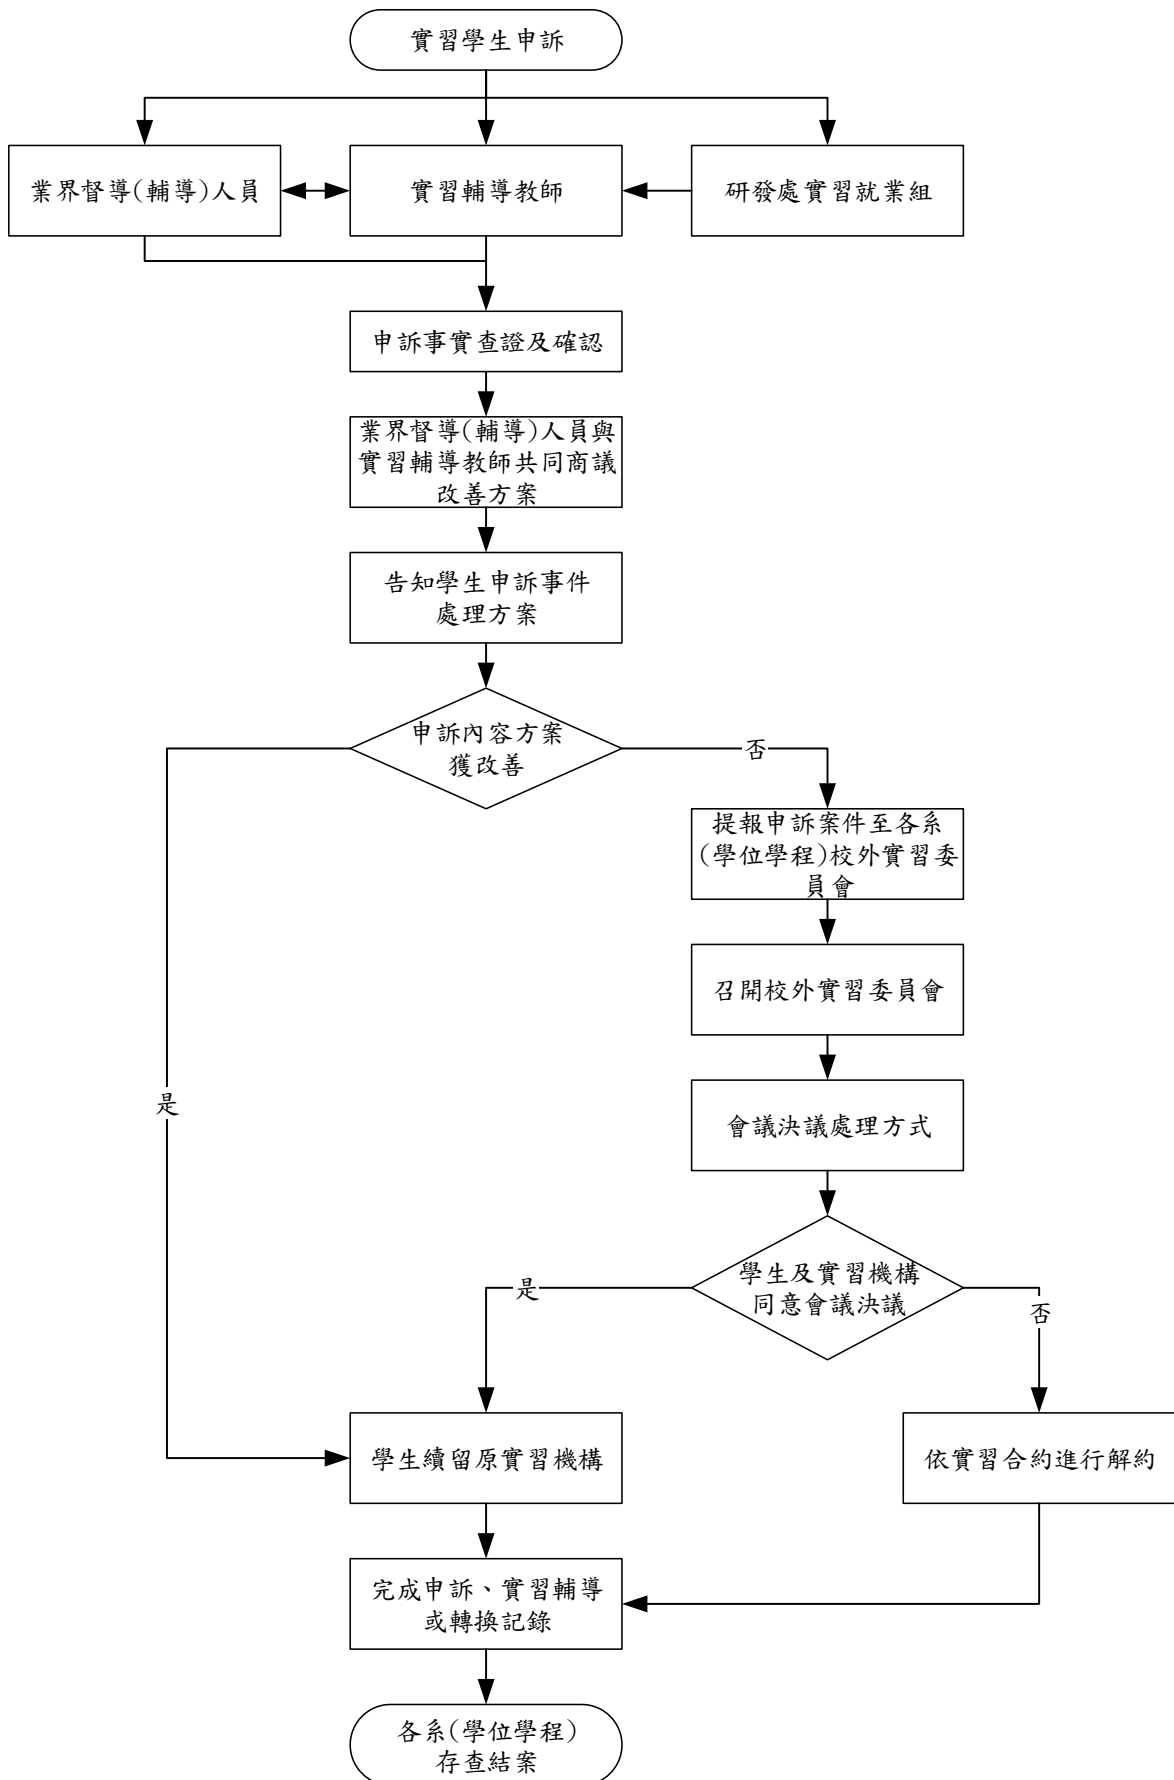 實習學生申訴
業界督導(輔導)人員
實習輔導教師
研發處實習就業組
申訴事實查證及確認
業界督導(輔導)人員與
實習輔導教師共同商議
改善方案
告知學生申訴事件
處理方案
申訴內容方案
獲改善
否
提報申訴案件至各系
(學位學程)校外實習委
員會
召開校外實習委員會
是
會議決議處理方式
學生及實習機構
同意會議決議
是
否
學生續留原實習機構
依實習合約進行解約
完成申訴、實習輔導
或轉換記錄
各系(學位學程)
存查結案